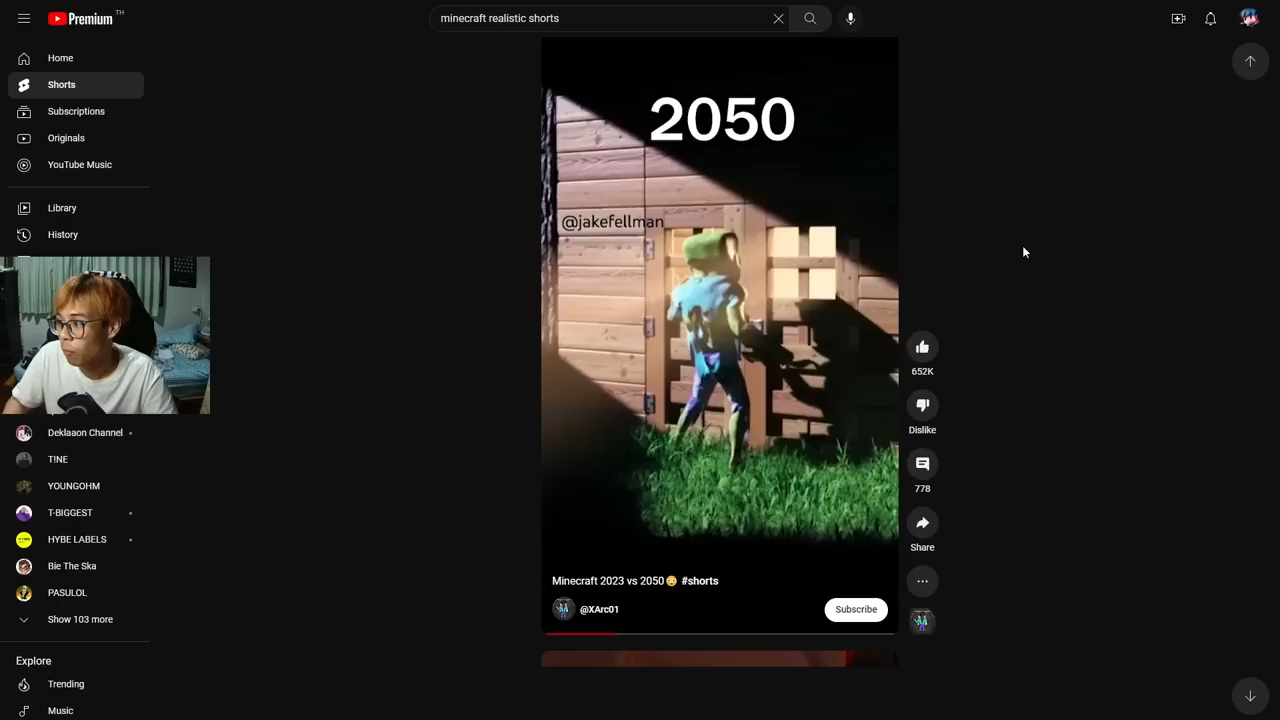 Premium TH
minecraft realistic shorts
Home
Shorts
Subscriptions
Originals
YouTube Music
Library
History
Deklaaon Channel
T!NE
YOUNGOHM
T-BIGGEST
HYBE LABELS
Bie The Ska
PASULOL
Show 103 more
Explore
Trending
Music
2050
@jakefellman
652K
Dislike
778
Share
Minecraft 2023 vs 2050😳 #shorts
@XArc01
Subscribe